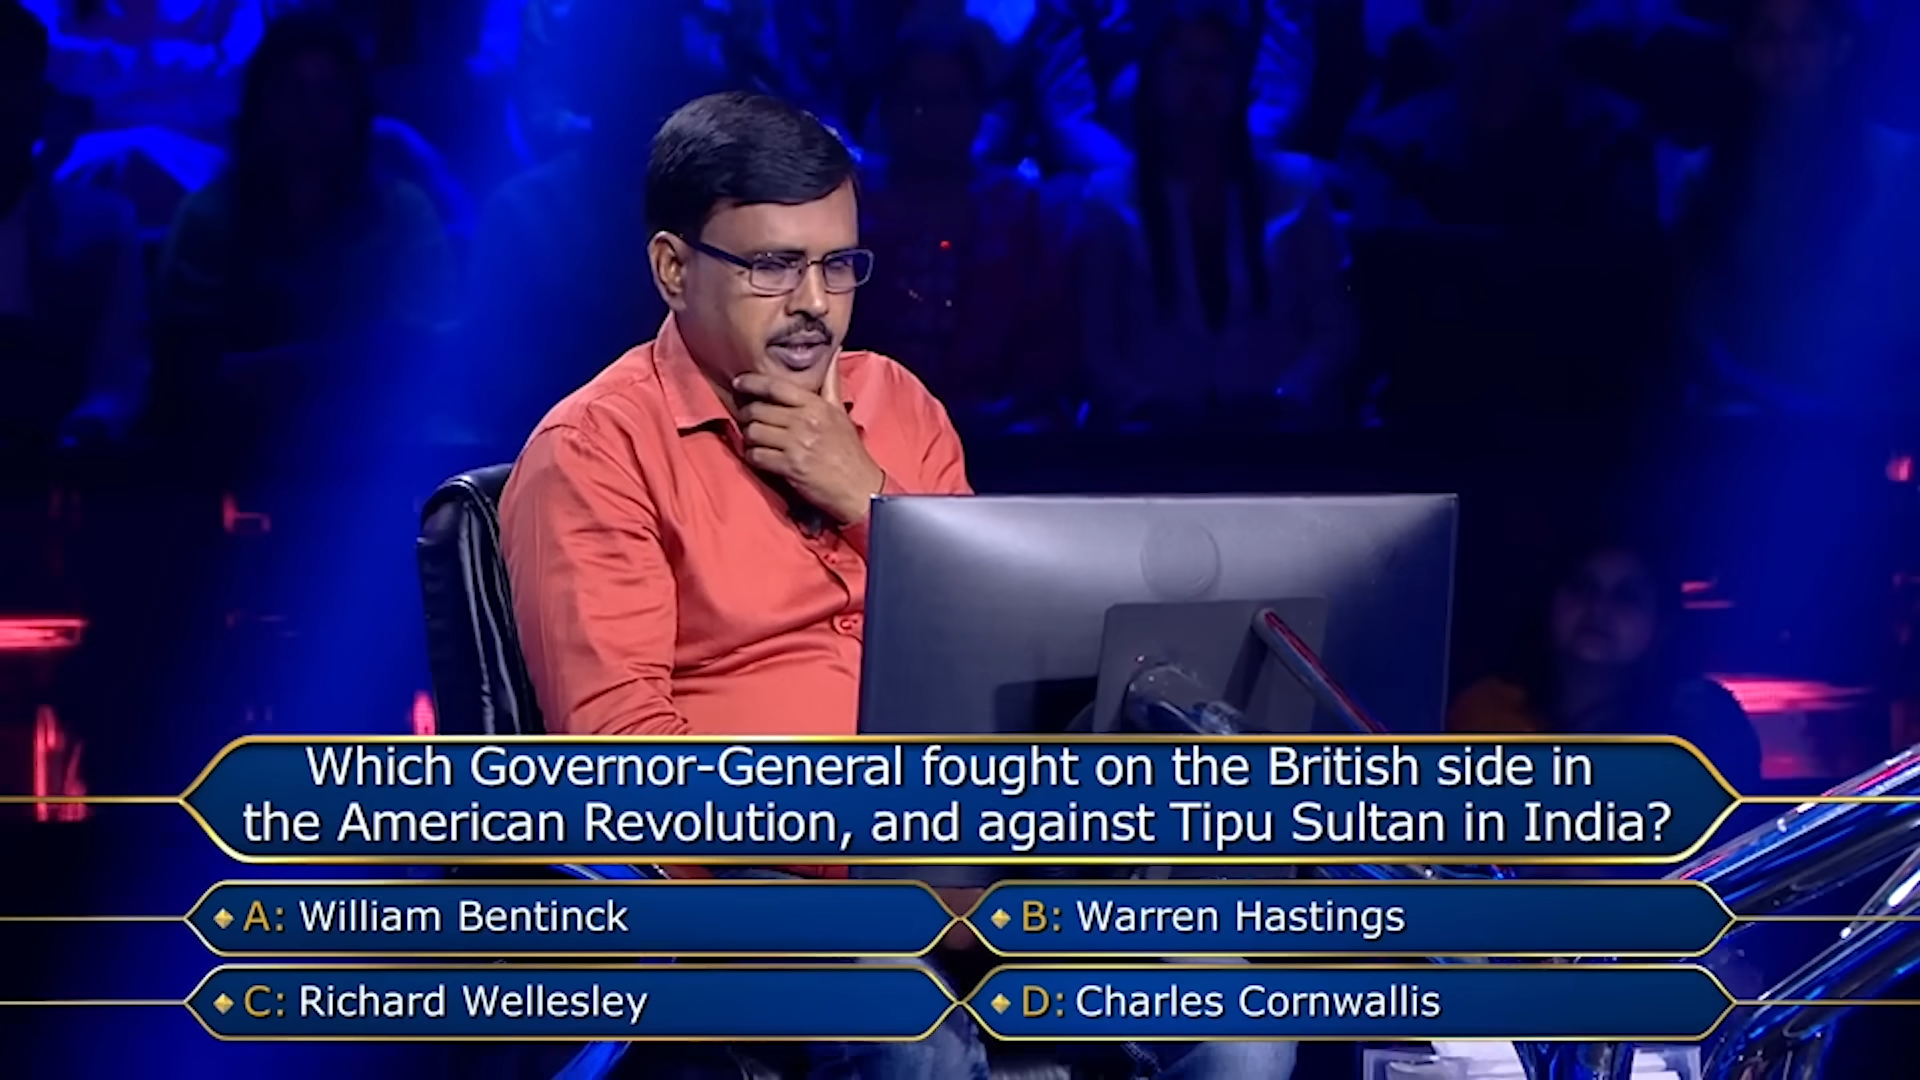 Which Governor-General fought on the British side in
the American Revolution, and against Tipu Sultan in India?
A: William Bentinck
B: Warren Hastings
C: Richard Wellesley
D: Charles Cornwallis